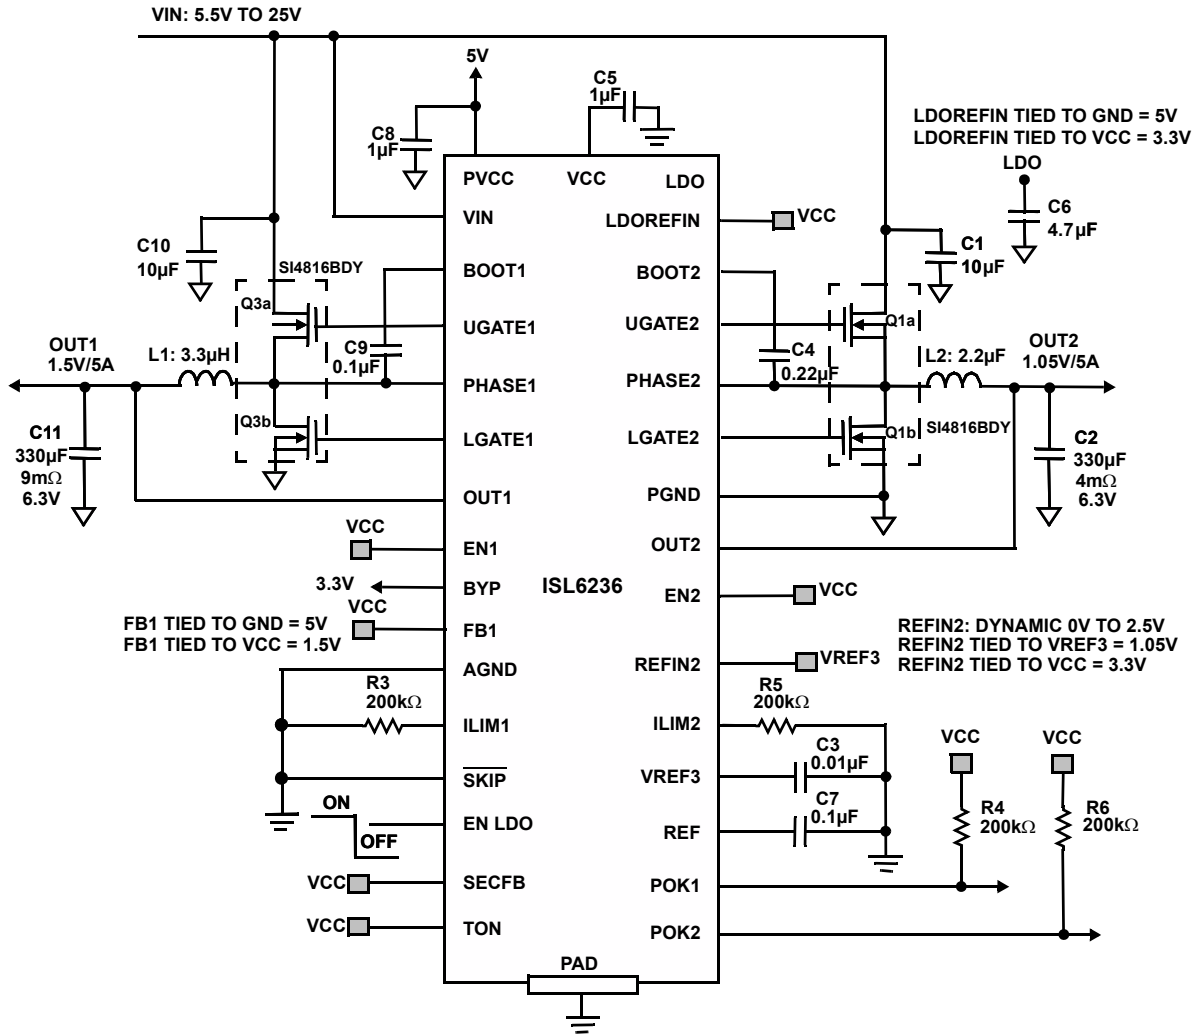 VIN: 5.5V TO 25V
5V
C5
1µF
C8
1µF
LDOREFIN TIED TO GND = 5V
LDOREFIN TIED TO VCC = 3.3V
LDO
C6
4.7µF
PVCC
VCC
LDO
VIN
LDOREFIN
VCC
C10
10µF
SI4816BDY
C1
10µF
BOOT1
BOOT2
Q3a
UGATE1
UGATE2
Q1a
OUT1
1.5V/5A
L1: 3.3µH
C9
0.1µF
C4
0.22µF
L2: 2.2µF
OUT2
1.05V/5A
PHASE1
PHASE2
Q3b
LGATE1
LGATE2
Q1b
SI4816BDY
C11
330µF
9mΩ
6.3V
C2
330µF
4mΩ
6.3V
OUT1
PGND
VCC
EN1
OUT2
3.3V
BYP
ISL6236
EN2
VCC
VCC
FB1 TIED TO GND = 5V
FB1 TIED TO VCC = 1.5V
FB1
REFIN2: DYNAMIC 0V TO 2.5V
REFIN2 TIED TO VREF3 = 1.05V
REFIN2 TIED TO VCC = 3.3V
AGND
REFIN2
VREF3
R3
200kΩ
R5
200kΩ
ILIM1
ILIM2
VCC
VCC
C3
0.01µF
SKIP
VREF3
C7
0.1µF
ON
OFF
EN LDO
REF
R4
200kΩ
R6
200kΩ
VCC
SECFB
POK1
VCC
TON
POK2
PAD